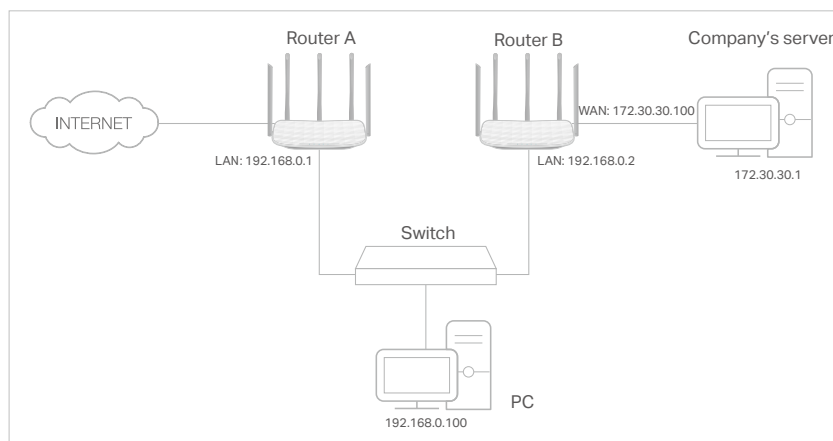 Router A
Router B
Company's server
INTERNET
WAN: 172.30.30.100
LAN: 192.168.0.1
LAN: 192.168.0.2
172.30.30.1
Switch
PC
192.168.0.100